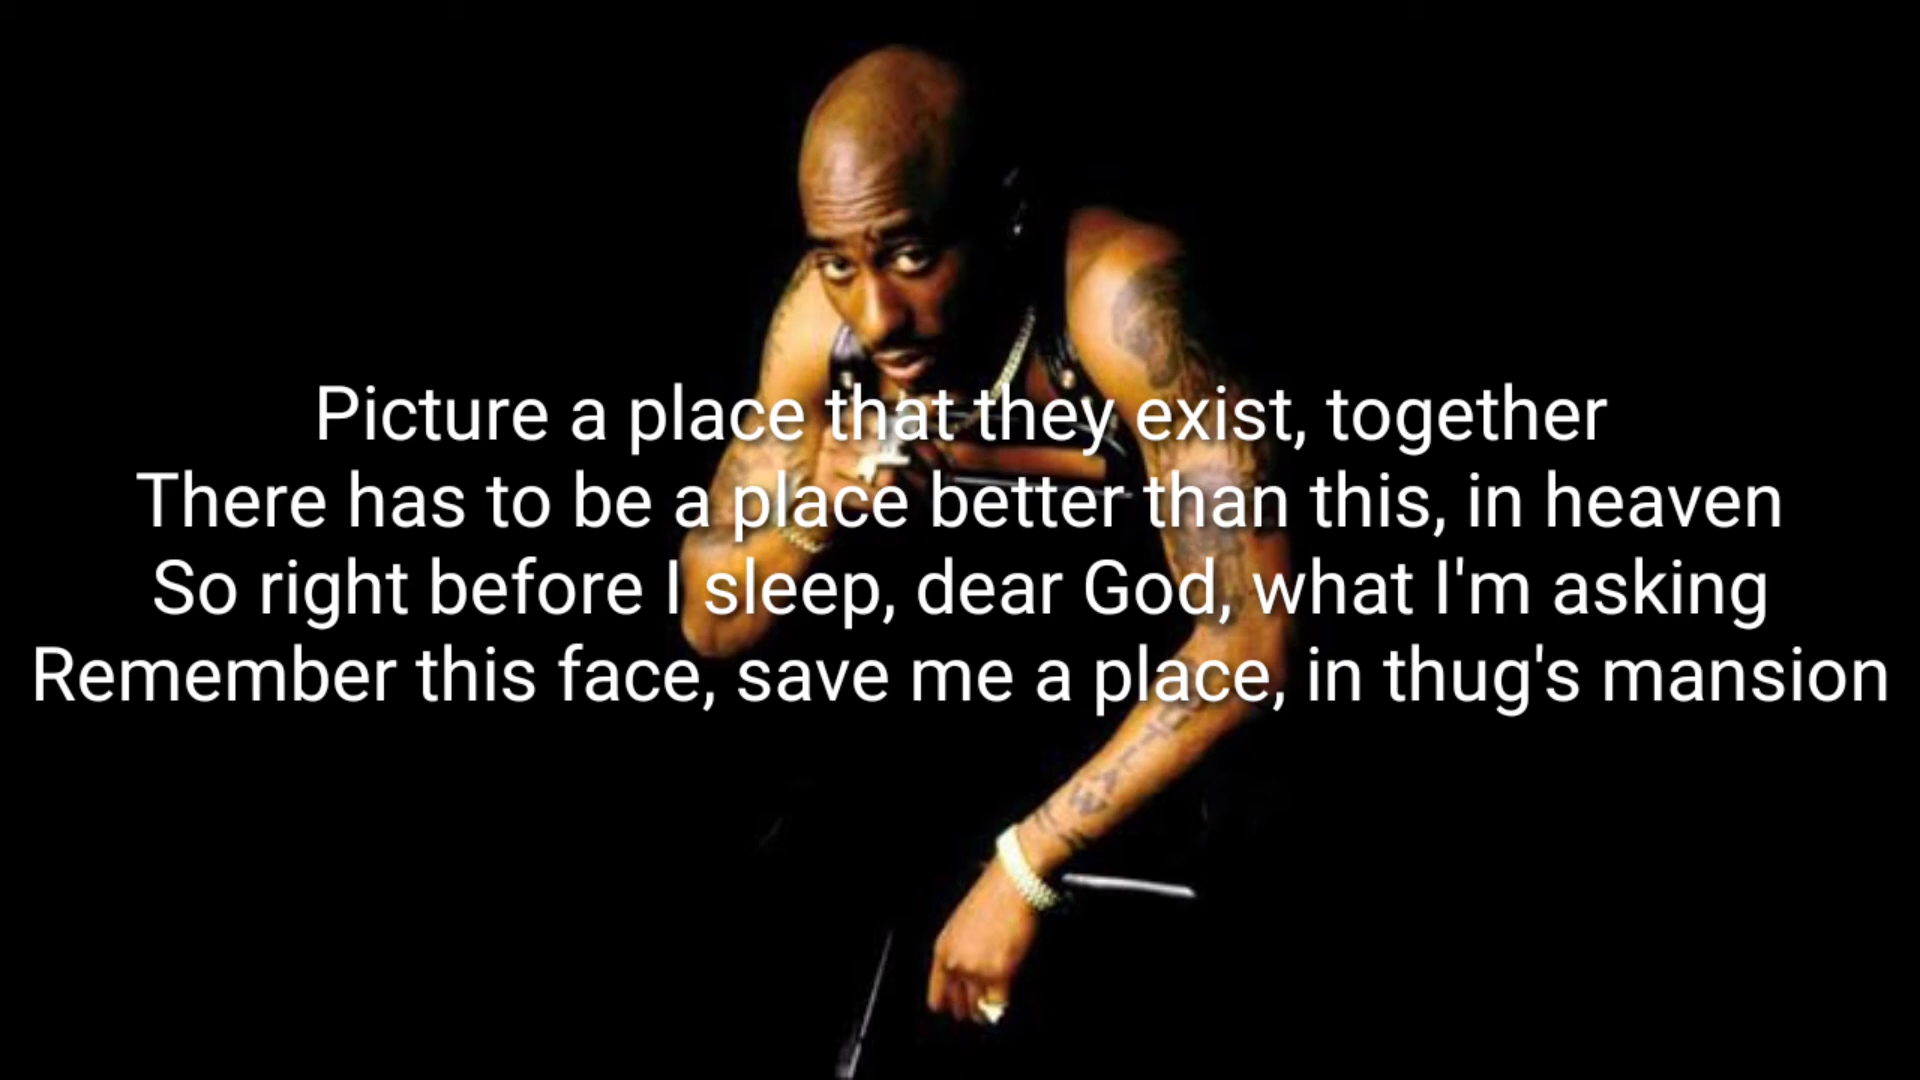 Picture a place that they exist, together
There has to be a place better than this, in heaven
So right before I sleep, dear God, what I'm asking
Remember this face, save me a place, in thug's mansion